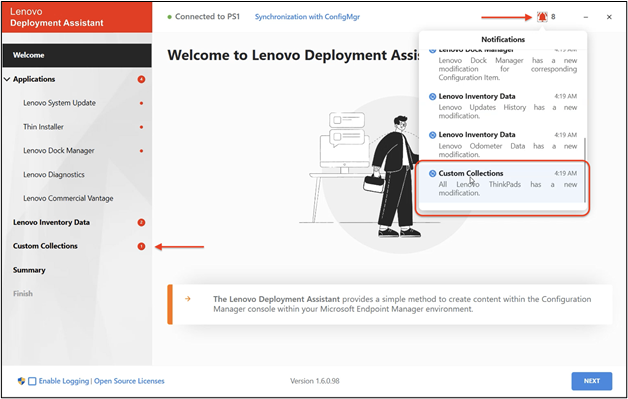 Lenovo
Deployment Assistant
Connected to PS1
Synchronization with ConfigMgr
8
Welcome
Applications
4
Lenovo System Update
Thin Installer
Lenovo Dock Manager
Lenovo Diagnostics
Lenovo Commercial Vantage
Lenovo Inventory Data
2
Custom Collections
1
Summary
Finish
Welcome to Lenovo Deployment Assis
Notifications
Lenovo Dock Manager 4:19 AM
Lenovo Dock Manager has a new
modification for corresponding
Configuration Item.
Lenovo Inventory Data 4:19 AM
Lenovo Updates History has a new
modification.
Lenovo Inventory Data 4:19 AM
Lenovo Odometer Data has a new
modification.
Custom Collections 4:19 AM
All Lenovo ThinkPads has a new
modification.
The Lenovo Deployment Assistant provides a simple method to create content within the Configuration
Manager console within your Microsoft Endpoint Manager environment.
Enable Logging | Open Source Licenses
Version 1.6.0.98
NEXT